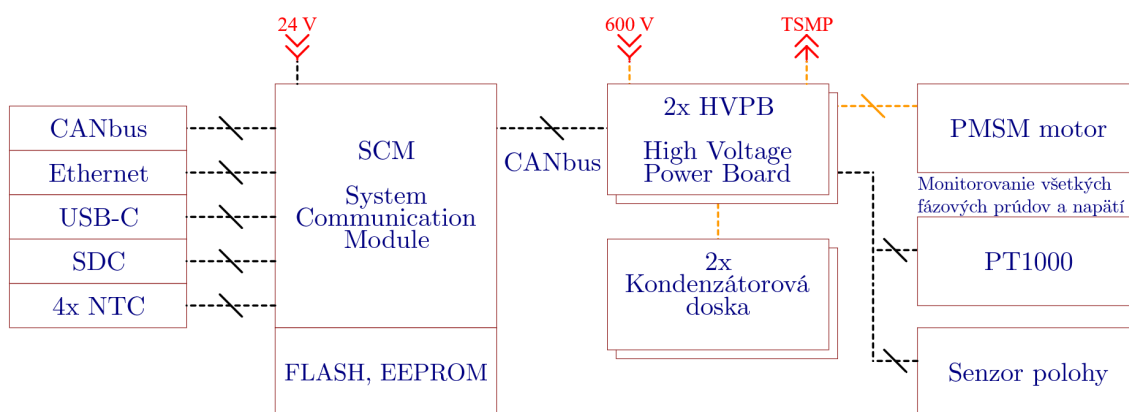 24 V
600 V
TSMP
CANbus
Ethernet
USB-C
SDC
4x NTC
SCM
System
Communication
Module
FLASH, EEPROM
CANbus
2x HVPB
High Voltage
Power Board
2x
Kondenzátorová
doska
PMSM motor
Monitorovanie všetkých
fázových prúdov a napätí
PT1000
Senzor polohy